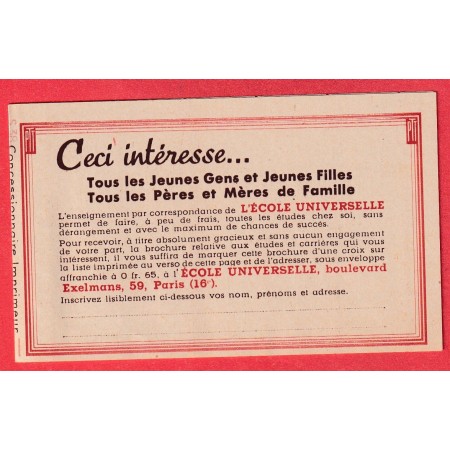 Ceci intéresse...
Tous les Jeunes Gens et Jeunes Filles
Tous les Pères et Mères de Famille
L'enseignement par correspondance de L'ÉCOLE UNIVERSELLE
permet de faire, à peu de frais, toutes les études chez soi, sans
dérangement et avec le maximum de chances de succès.
Pour recevoir, à titre absolument gracieux et sans aucun engagement
de votre part, la brochure relative aux études et carrières qui vous
intéressent, il vous suffira de marquer cette brochure d'une croix sur
la liste imprimée au verso de cette page et de l'adresser, sous enveloppe
affranchie à 0 fr. 65, à l'ÉCOLE UNIVERSELLE, boulevard
Exelmans, 59, Paris (16e).
Inscrivez lisiblement ci-dessous vos nom, prénoms et adresse.
Concessionnaire Imprimeur